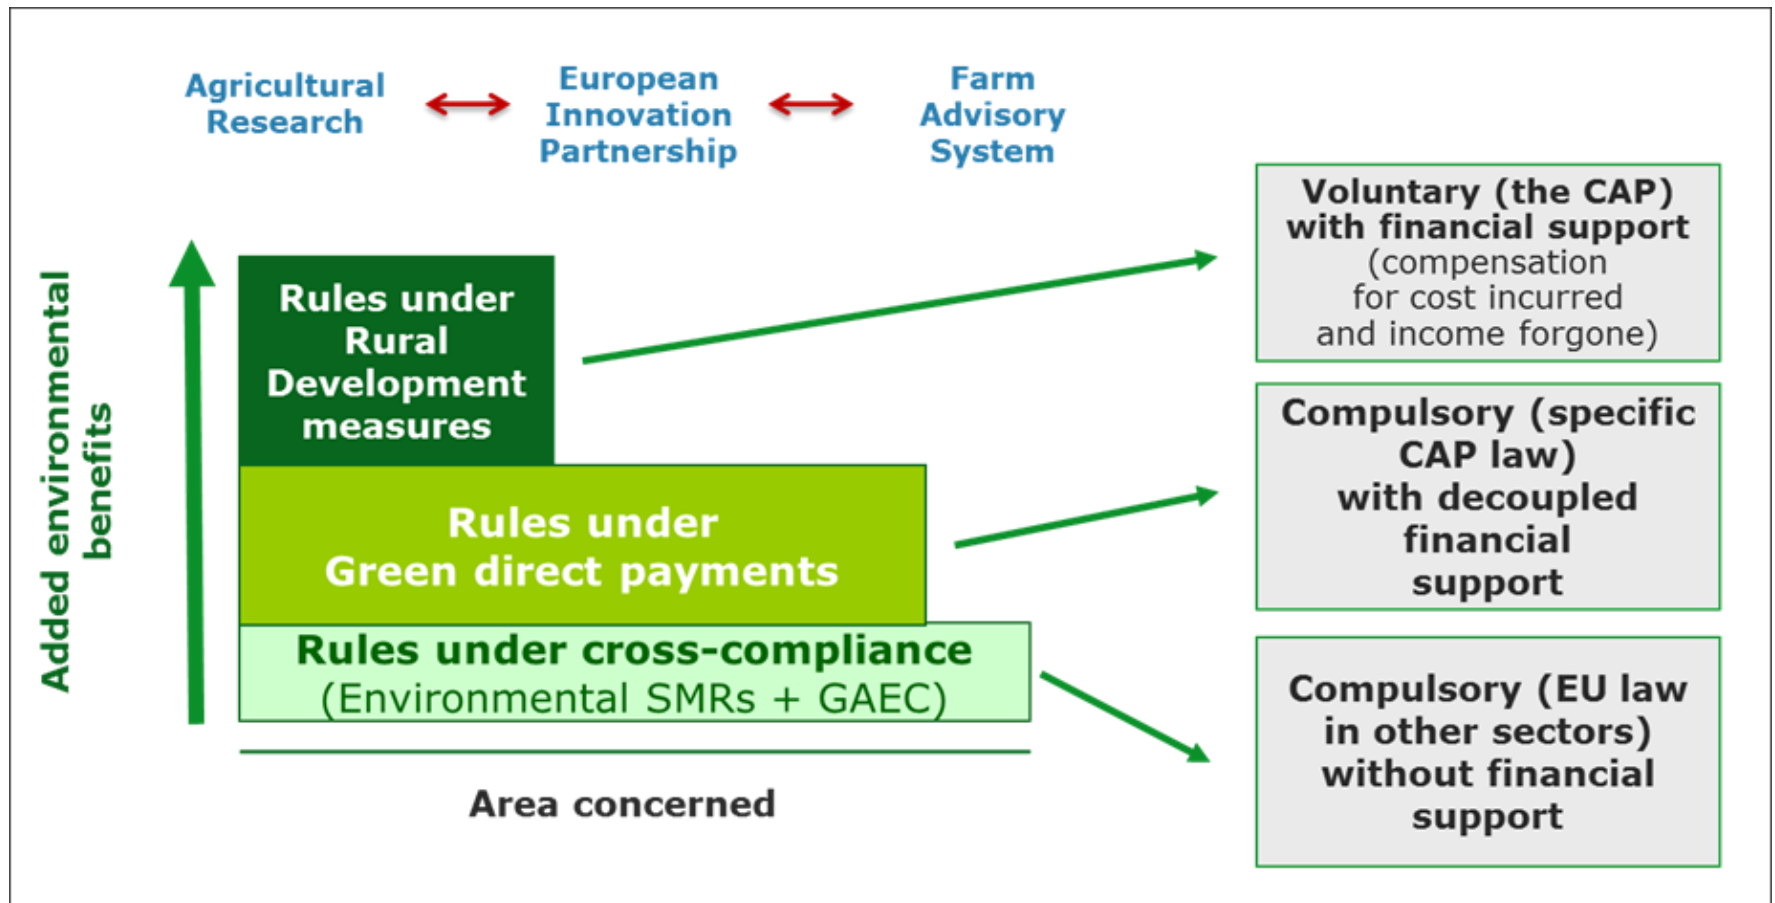 Agricultural
Research
European
Innovation
Partnership
Farm
Advisory
System
Added environmental
benefits
Rules under
Rural
Development
measures
Rules under
Green direct payments
Rules under cross-compliance
(Environmental SMRs + GAEC)
Area concerned
Voluntary (the CAP)
with financial support
(compensation
for cost incurred
and income forgone)
Compulsory (specific
CAP law)
with decoupled
financial
support
Compulsory (EU law
in other sectors)
without financial
support